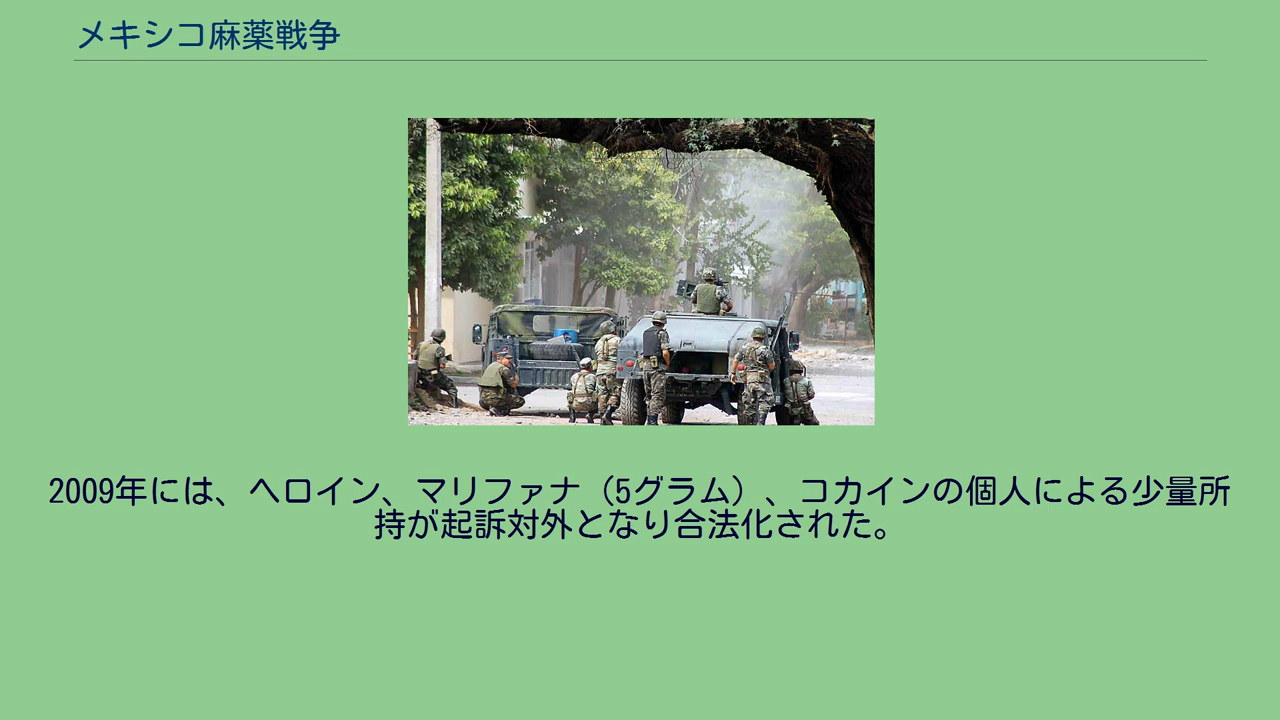 メキシコ麻薬戦争
2009年には、ヘロイン、マリファナ（5グラム）、コカインの個人による少量所
持が起訴対外となり合法化された。